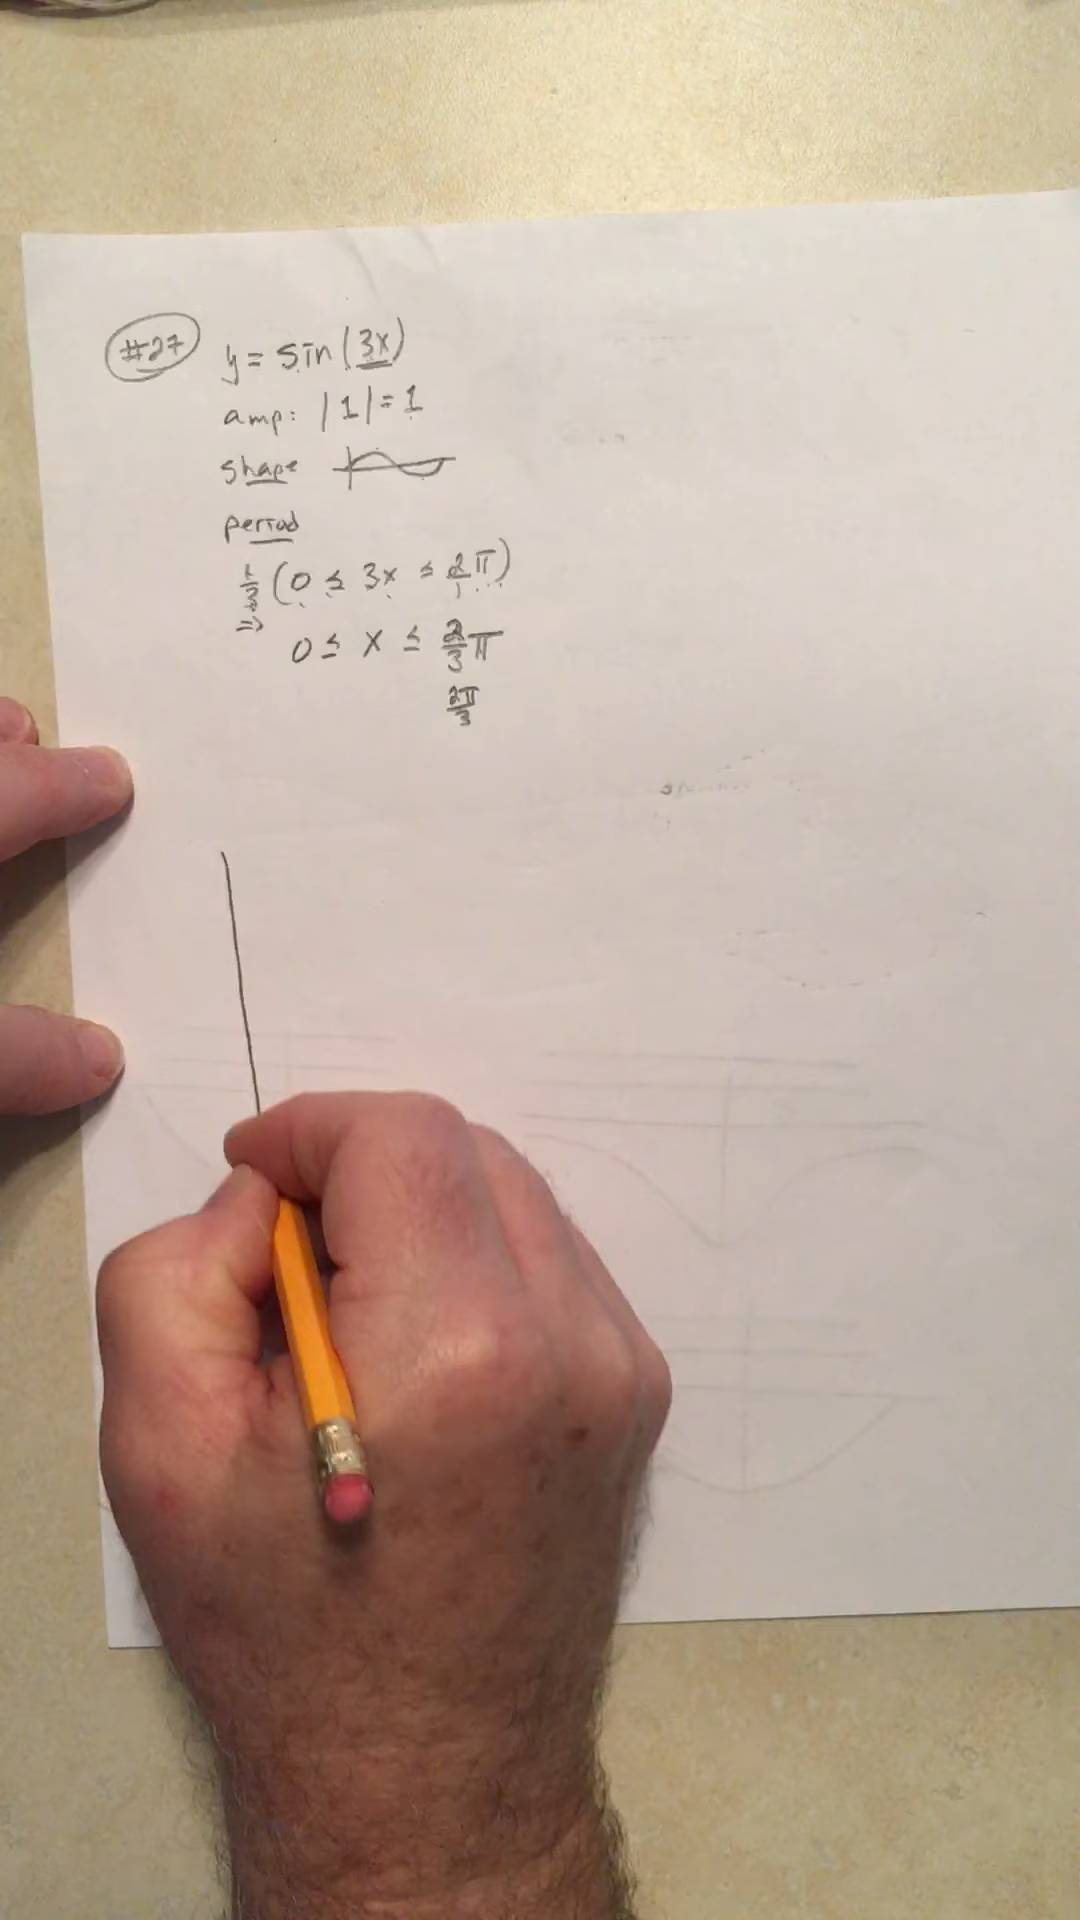 #27 y = sin(3x)
amp: |1| = 1
shape
period
1/3 (0 ≤ 3x ≤ 2π)
⇒ 0 ≤ x ≤ 2/3 π
2π/3